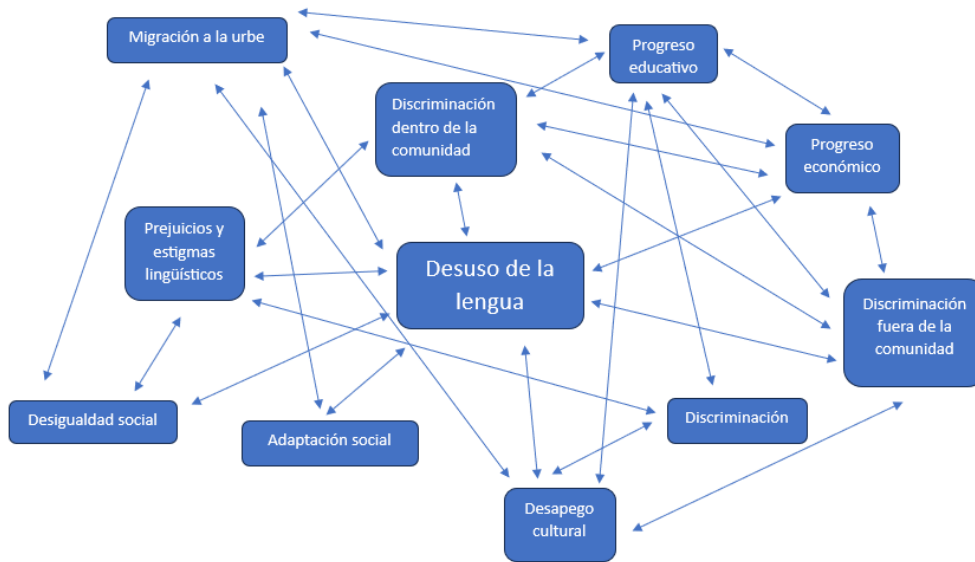 Migración a la urbe
Progreso
educativo
Discriminación
dentro de la
comunidad
Progreso
económico
Prejuicios y
estigmas
lingüísticos
Desuso de la
lengua
Discriminación
fuera de la
comunidad
Desigualdad social
Adaptación social
Discriminación
Desapego
cultural